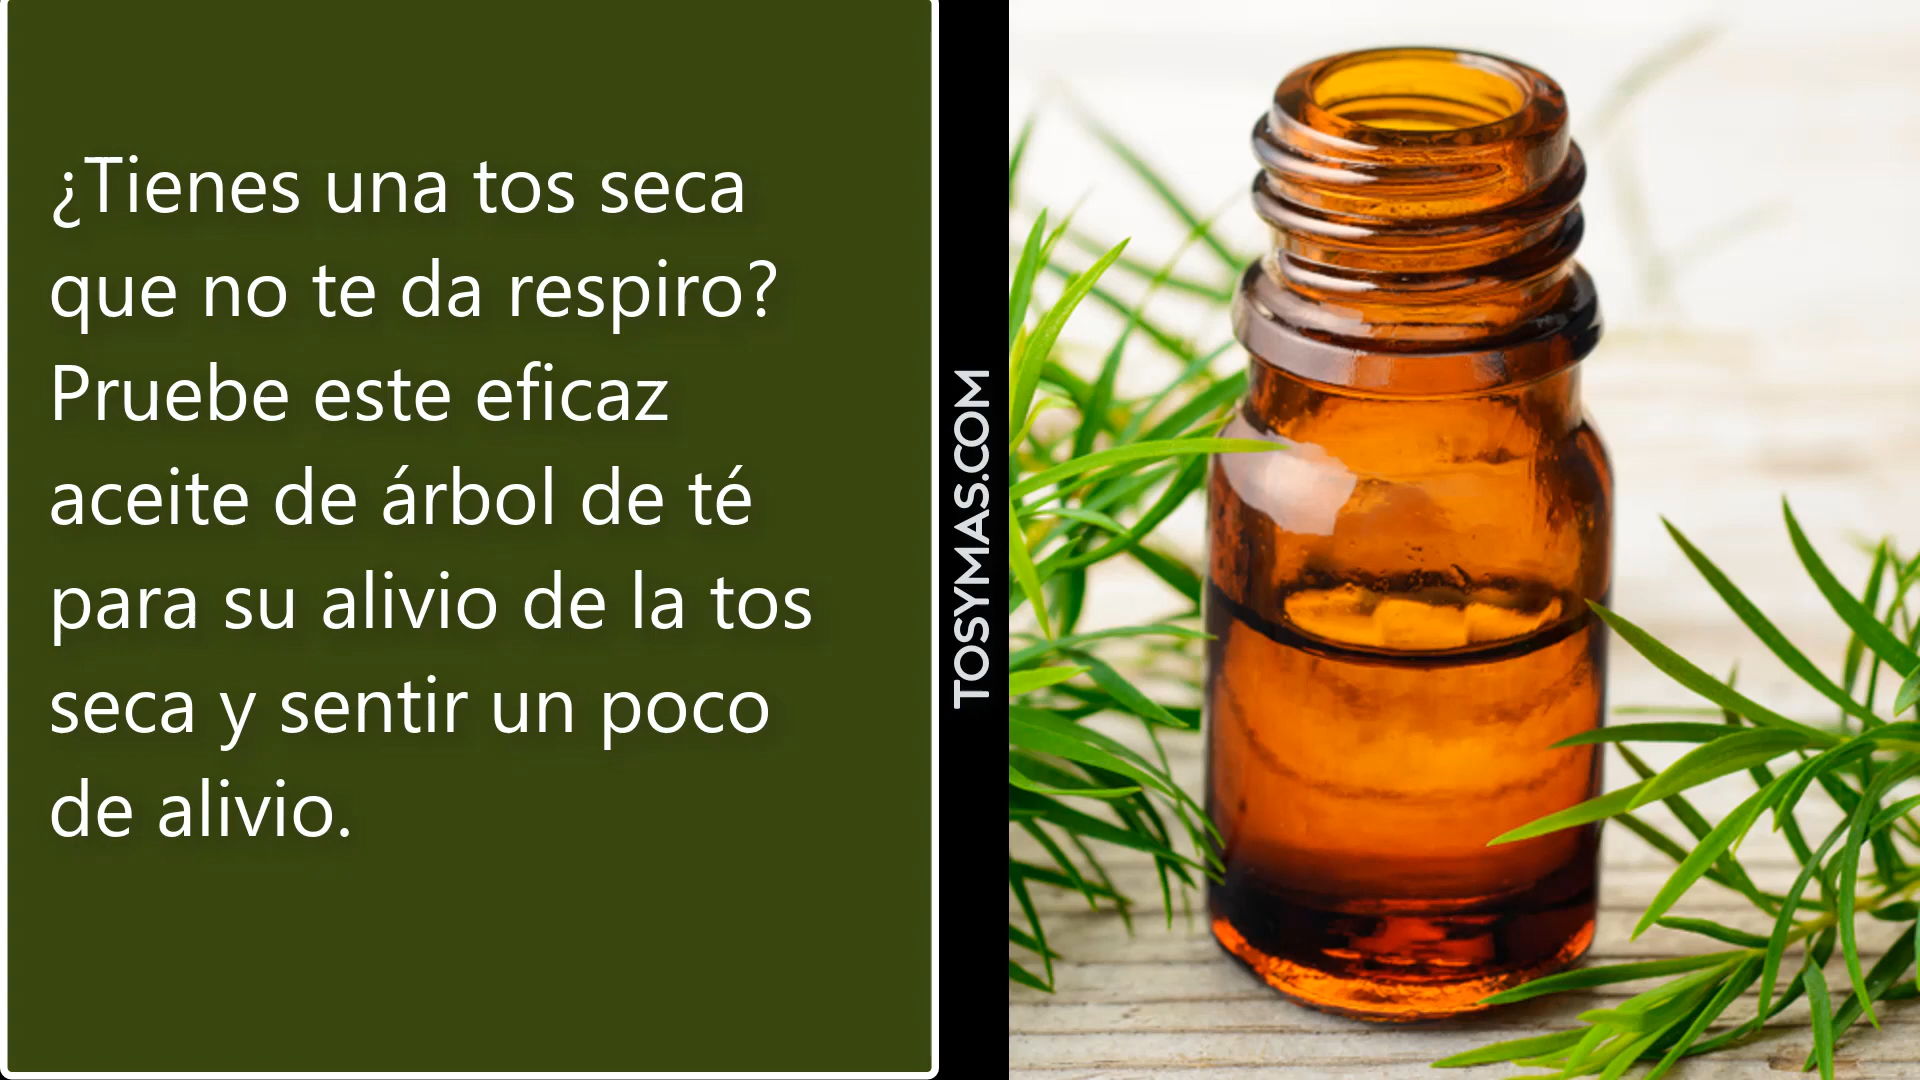 ¿Tienes una tos seca
que no te da respiro?
Pruebe este eficaz
aceite de árbol de té
para su alivio de la tos
seca y sentir un poco
de alivio.
TOSYMAS.COM